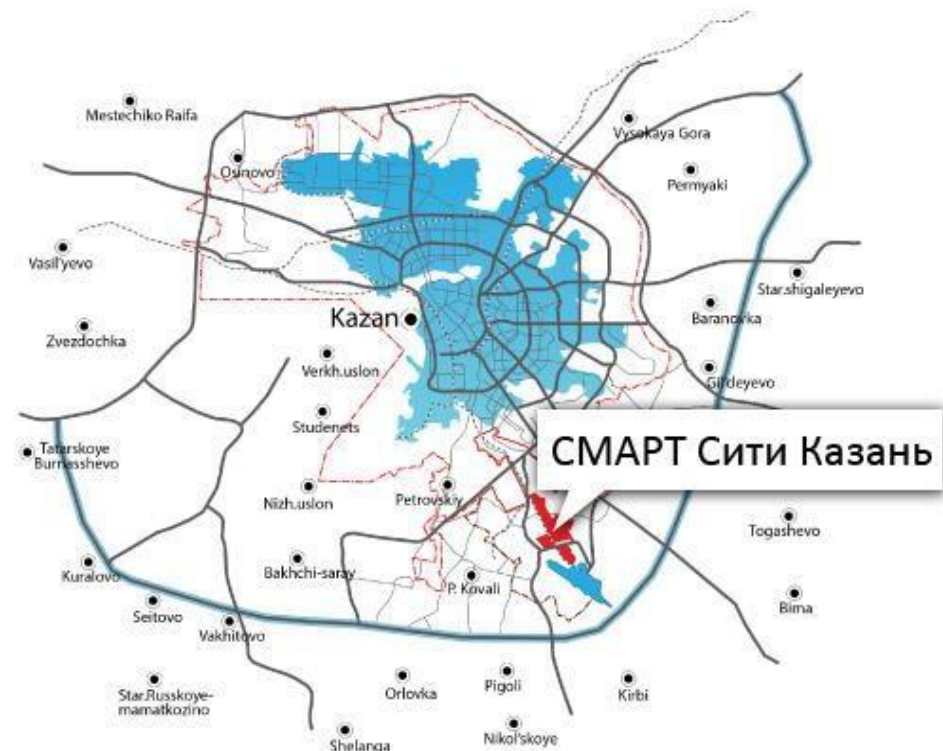 Mestechiko Raifa
Vysokaya Gora
Osinovo
Permyaki
Vasil'yevo
Star.shigaleyevo
Kazan
Baranovka
Zvezdochka
Verkh.uslon
Gil'deyevo
Studenets
СМАРТ Сити Казань
Tatarskoye
Burnasshevo
Nizh.uslon
Petrovskiy
Togashevo
Kuralovo
Bakhchi-saray
P. Kovali
Bima
Seitovo
Vakhitovo
Star.Russkoye-
mamatkozino
Orlovka
Pigoli
Kirbi
Shelanga
Nikol'skoye